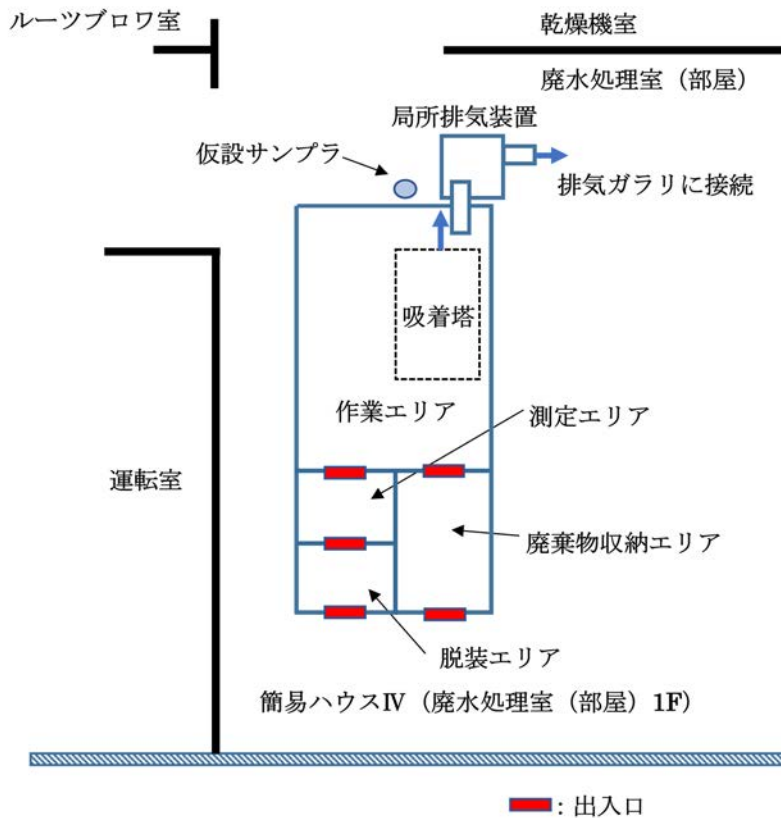 ルーツブロワ室
乾燥機室
廃水処理室（部屋）
局所排気装置
仮設サンプラ
排気ガラリに接続
吸着塔
作業エリア
測定エリア
運転室
廃棄物収納エリア
脱装エリア
簡易ハウスⅣ（廃水処理室（部屋）1F）
：出入口